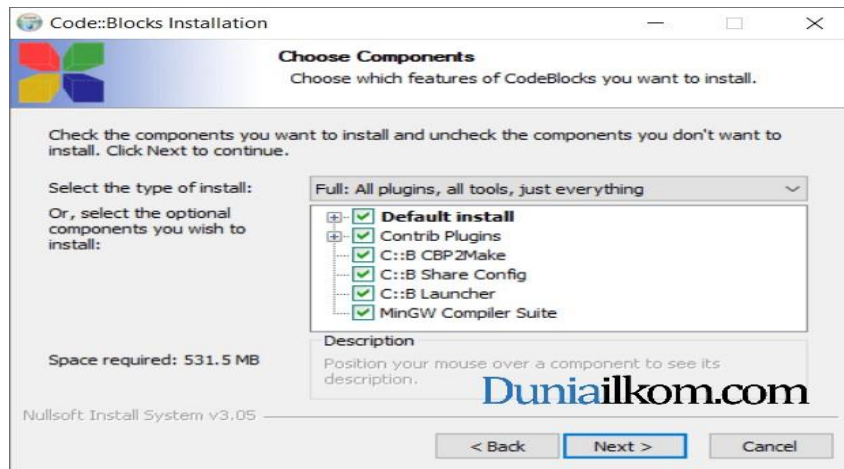 Code::Blocks Installation
Choose Components
Choose which features of CodeBlocks you want to install.
Check the components you want to install and uncheck the components you don't want to
install. Click Next to continue.
Select the type of install:
Full: All plugins, all tools, just everything
Or, select the optional
components you wish to
install:
Default install
Contrib Plugins
C::B CBP2Make
C::B Share Config
C::B Launcher
MinGW Compiler Suite
Space required: 531.5 MB
Description
Position your mouse over a component to see its
description.
Duniailkom.com
Nullsoft Install System v3.05
< Back
Next >
Cancel